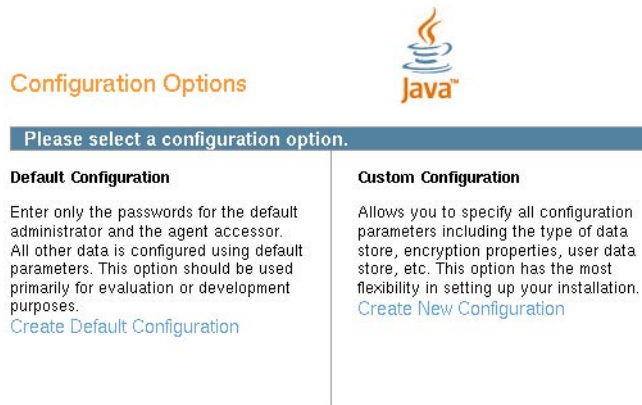 Java™
Configuration Options
Please select a configuration option.
Default Configuration
Enter only the passwords for the default
administrator and the agent accessor.
All other data is configured using default
parameters. This option should be used
primarily for evaluation or development
purposes.
Create Default Configuration
Custom Configuration
Allows you to specify all configuration
parameters including the type of data
store, encryption properties, user data
store, etc. This option has the most
flexibility in setting up your installation.
Create New Configuration